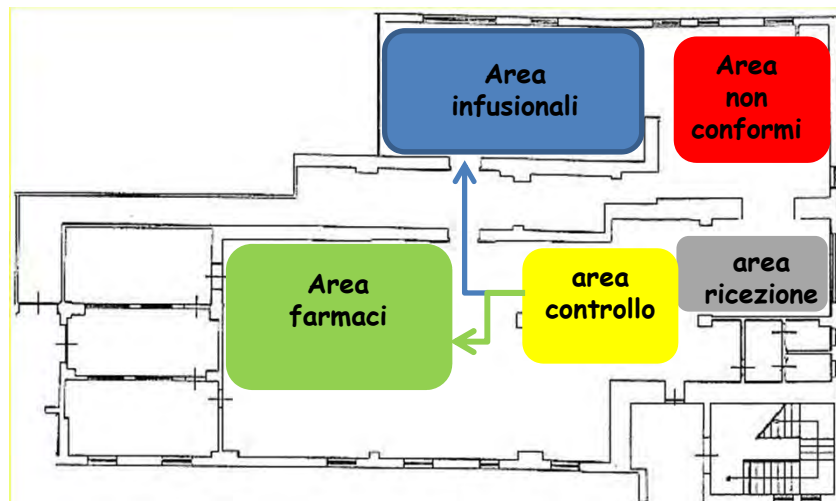 Area
infusionali
Area
non
conformi
Area
farmaci
area
controllo
area
ricezione